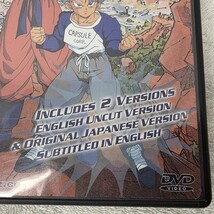 CAPSULE
CORP.
INCLUDES 2 VERSIONS
ENGLISH UNCUT VERSION
& ORIGINAL JAPANESE VERSION
SUBTITLED IN ENGLISH
DVD
VIDEO